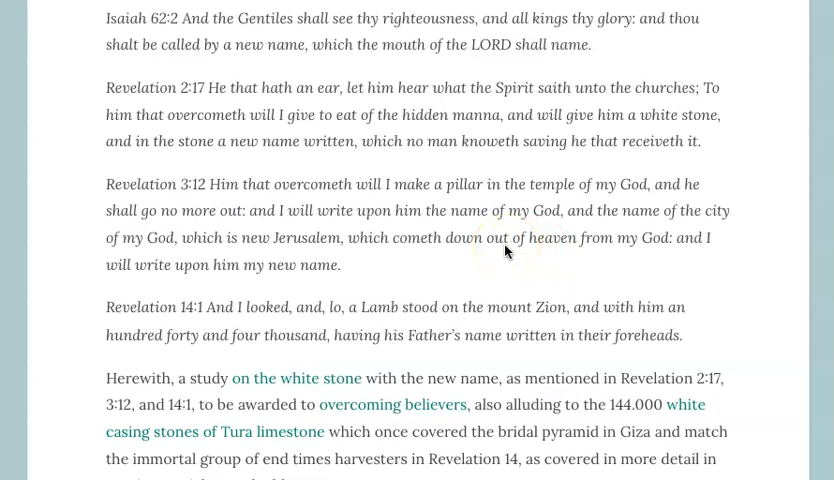 Isaiah 62:2 And the Gentiles shall see thy righteousness, and all kings thy glory: and thou
shalt be called by a new name, which the mouth of the LORD shall name.
Revelation 2:17 He that hath an ear, let him hear what the Spirit saith unto the churches; To
him that overcometh will I give to eat of the hidden manna, and will give him a white stone,
and in the stone a new name written, which no man knoweth saving he that receiveth it.
Revelation 3:12 Him that overcometh will I make a pillar in the temple of my God, and he
shall go no more out: and I will write upon him the name of my God, and the name of the city
of my God, which is new Jerusalem, which cometh down out of heaven from my God: and I
will write upon him my new name.
Revelation 14:1 And I looked, and, lo, a Lamb stood on the mount Zion, and with him an
hundred forty and four thousand, having his Father’s name written in their foreheads.
Herewith, a study on the white stone with the new name, as mentioned in Revelation 2:17,
3:12, and 14:1, to be awarded to overcoming believers, also alluding to the 144.000 white
casing stones of Tura limestone which once covered the bridal pyramid in Giza and match
the immortal group of end times harvesters in Revelation 14, as covered in more detail in